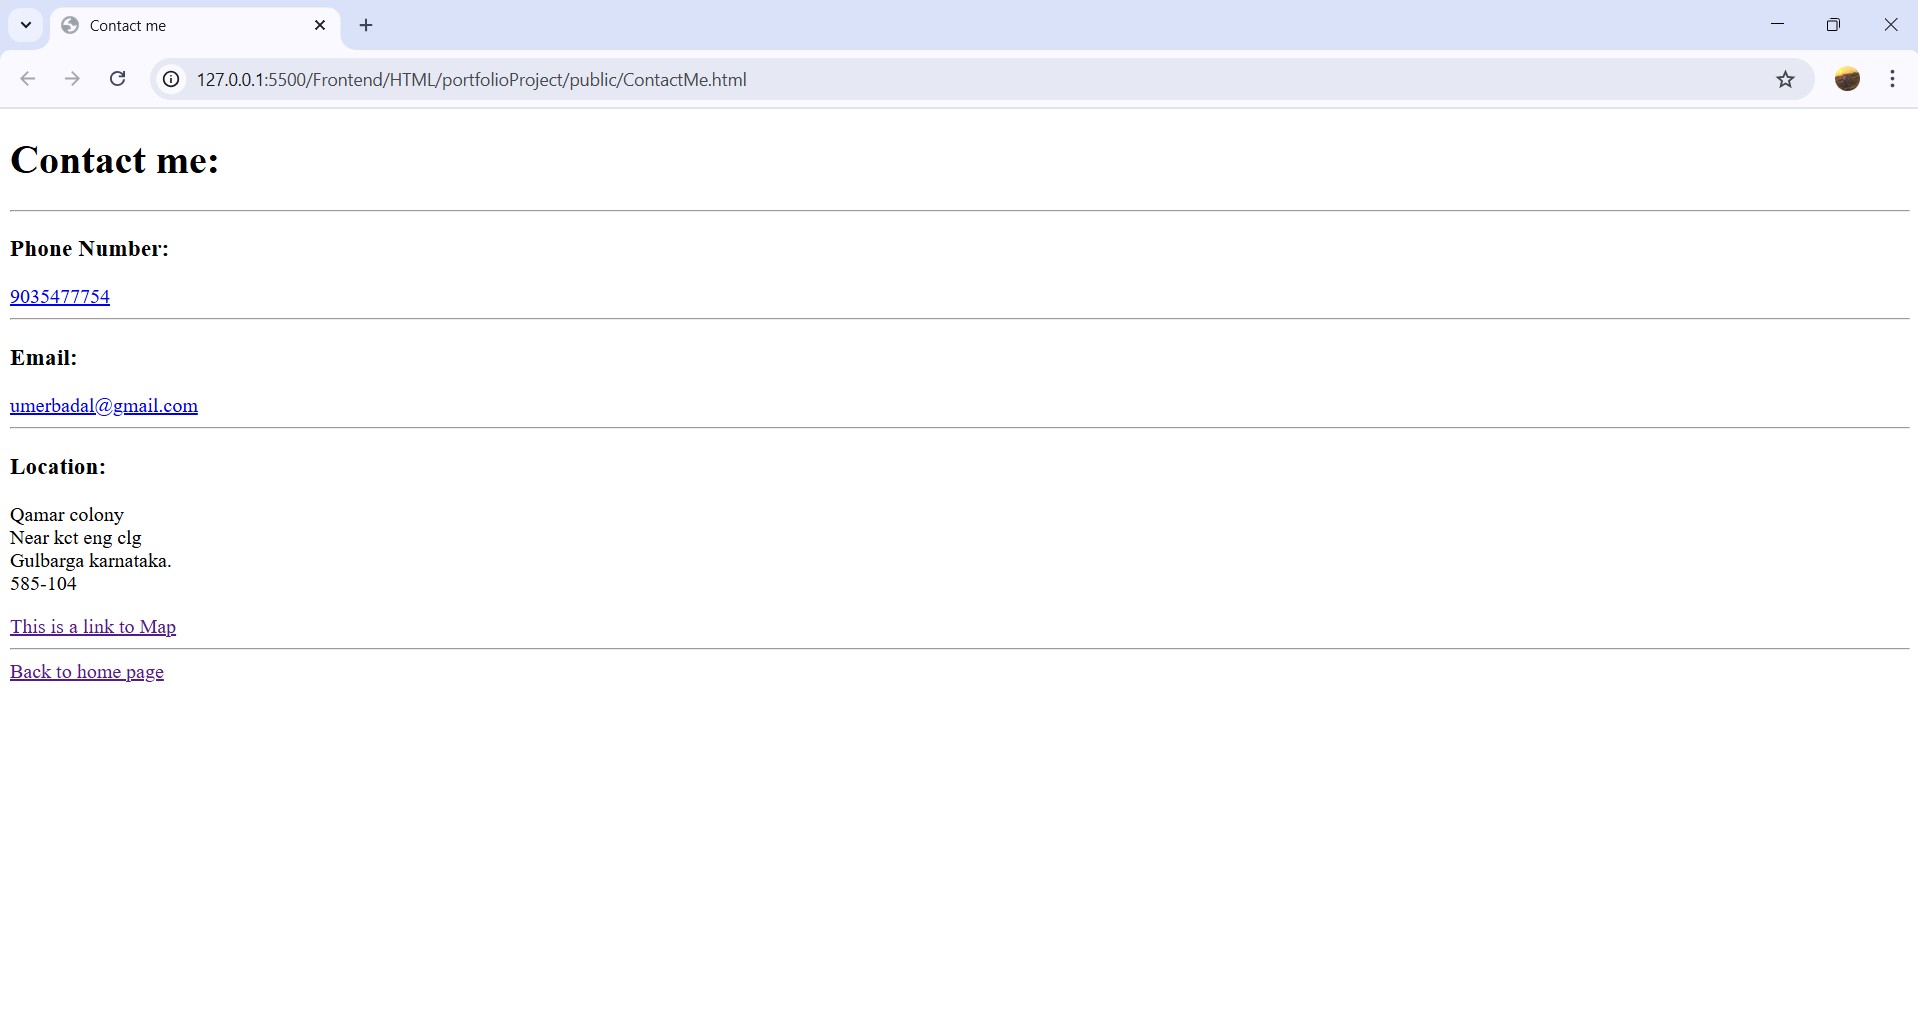 Contact me
127.0.0.1:5500/Frontend/HTML/portfolioProject/public/ContactMe.html
Contact me:
Phone Number:
9035477754
Email:
umerbadal@gmail.com
Location:
Qamar colony
Near kct eng clg
Gulbarga karnataka.
585-104
This is a link to Map
Back to home page